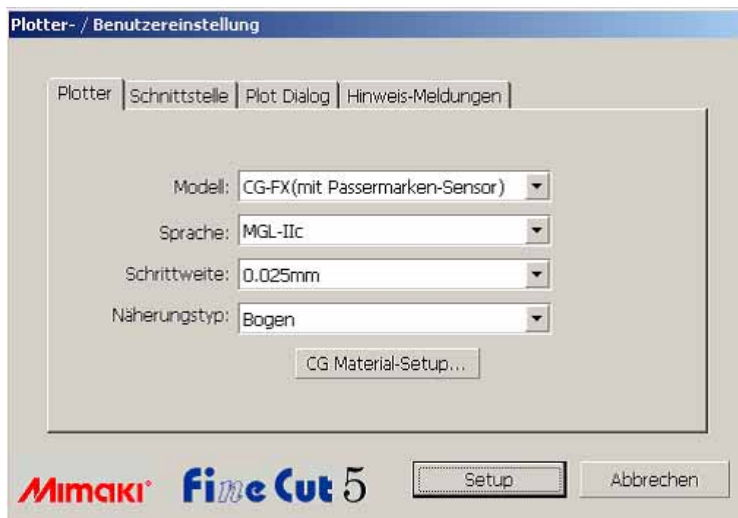 Plotter- / Benutzereinstellung
Plotter Schnittstelle Plot Dialog Hinweis-Meldungen
Modell: CG-FX(mit Passermarken-Sensor)
Sprache: MGL-IIc
Schrittweite: 0.025mm
Näherungstyp: Bogen
CG Material-Setup...
Mimaki Fine Cut 5 Setup Abbrechen